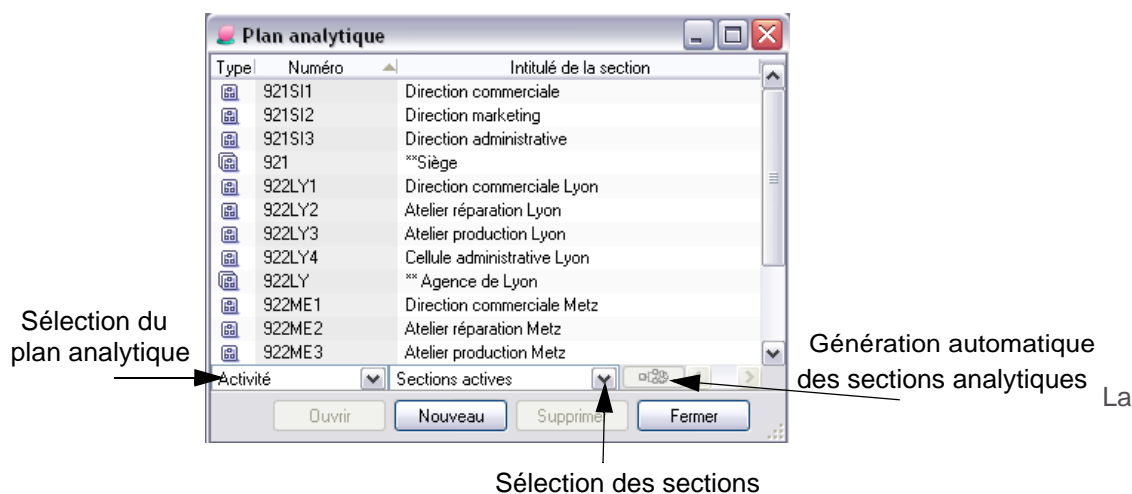 Plan analytique
Type Numéro Intitulé de la section
921SI1 Direction commerciale
921SI2 Direction marketing
921SI3 Direction administrative
921 **Siège
922LY1 Direction commerciale Lyon
922LY2 Atelier réparation Lyon
922LY3 Atelier production Lyon
922LY4 Cellule administrative Lyon
922LY ** Agence de Lyon
922ME1 Direction commerciale Metz
922ME2 Atelier réparation Metz
922ME3 Atelier production Metz
Activité Sections actives
Ouvrir Nouveau Supprimer Fermer
Sélection du
plan analytique
Génération automatique
des sections analytiques
La
Sélection des sections